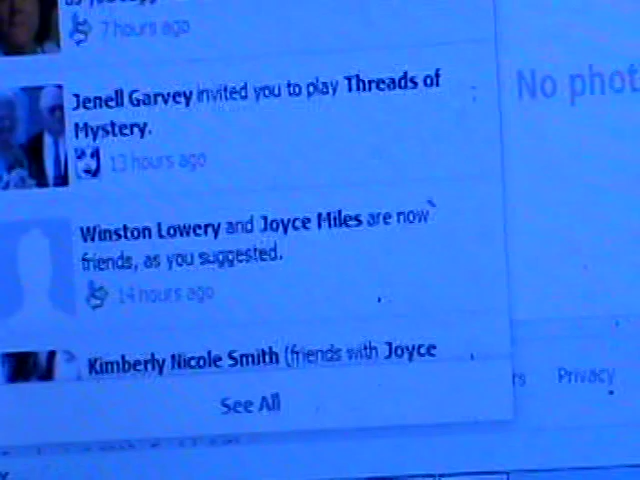 7 hours ago
Jenell Garvey invited you to play Threads of
Mystery.
13 hours ago
No phot
Winston Lowery and Joyce Miles are now
friends, as you suggested.
14 hours ago
Kimberly Nicole Smith (friends with Joyce
See All
rs Privacy